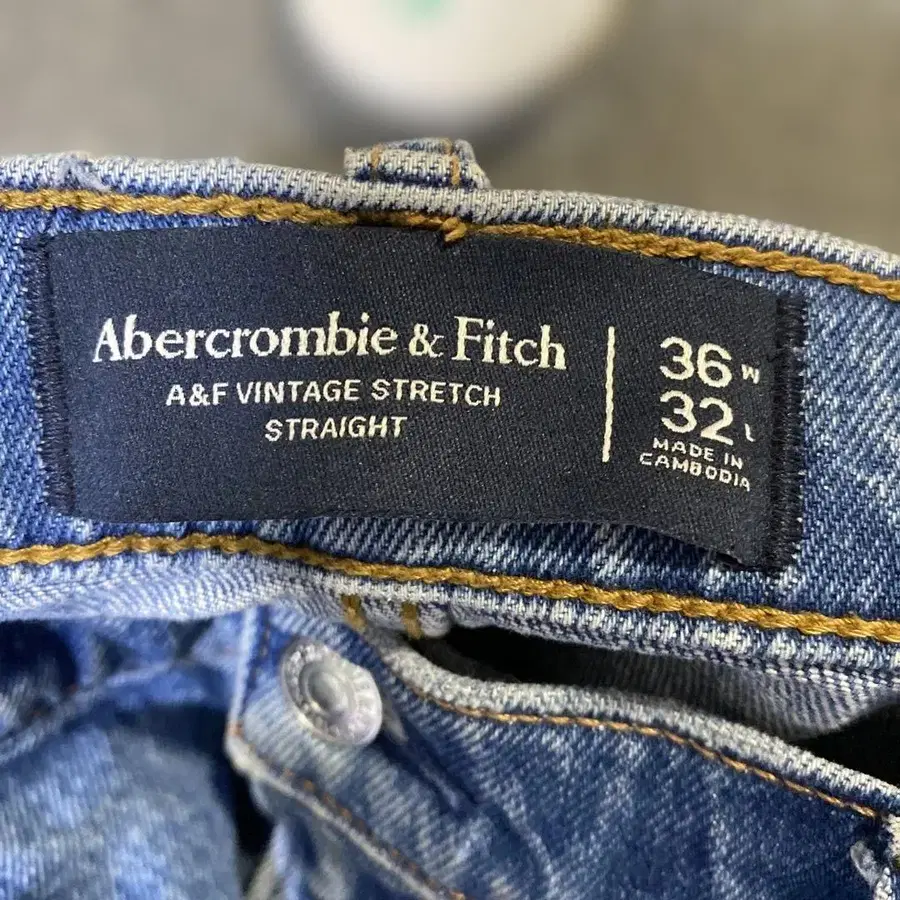 Abercrombie & Fitch
A&F VINTAGE STRETCH
STRAIGHT
36 W
32 L
MADE IN
CAMBODIA